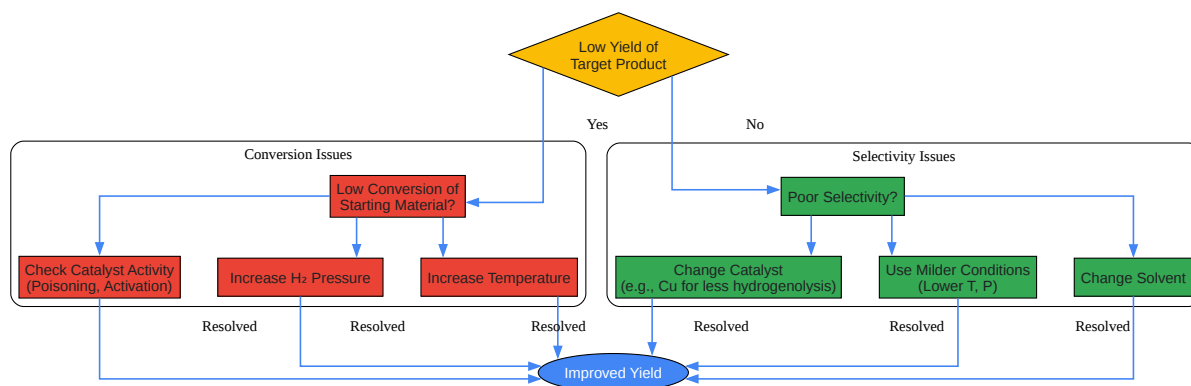 Low Yield of
Target Product
Yes
No
Conversion Issues
Selectivity Issues
Low Conversion of
Starting Material?
Poor Selectivity?
Check Catalyst Activity
(Poisoning, Activation)
Increase H₂ Pressure
Increase Temperature
Change Catalyst
(e.g., Cu for less hydrogenolysis)
Use Milder Conditions
(Lower T, P)
Change Solvent
Resolved
Resolved
Resolved
Resolved
Resolved
Resolved
Improved Yield